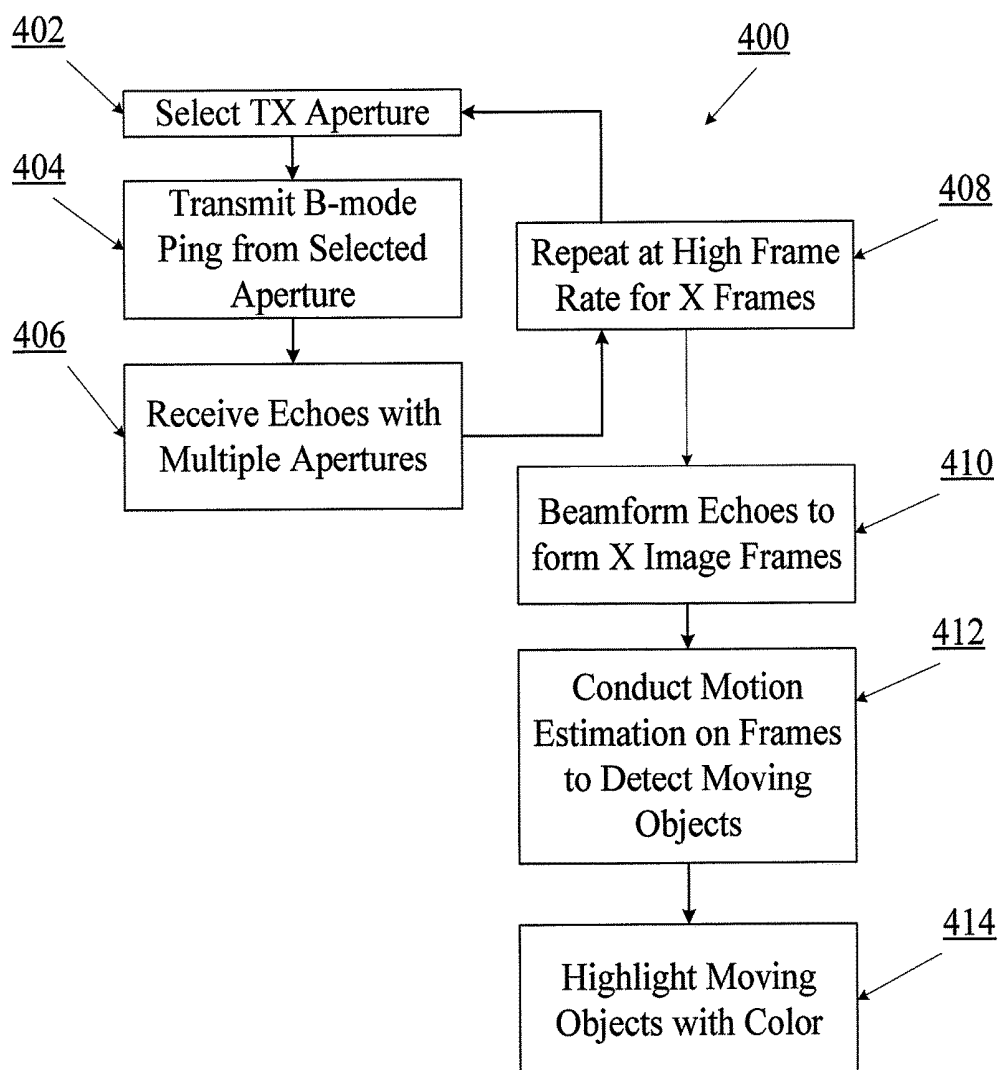 402
400
Select TX Aperture
404
Transmit B-mode
Ping from Selected
Aperture
408
Repeat at High Frame
Rate for X Frames
406
Receive Echoes with
Multiple Apertures
410
Beamform Echoes to
form X Image Frames
412
Conduct Motion
Estimation on Frames
to Detect Moving
Objects
414
Highlight Moving
Objects with Color